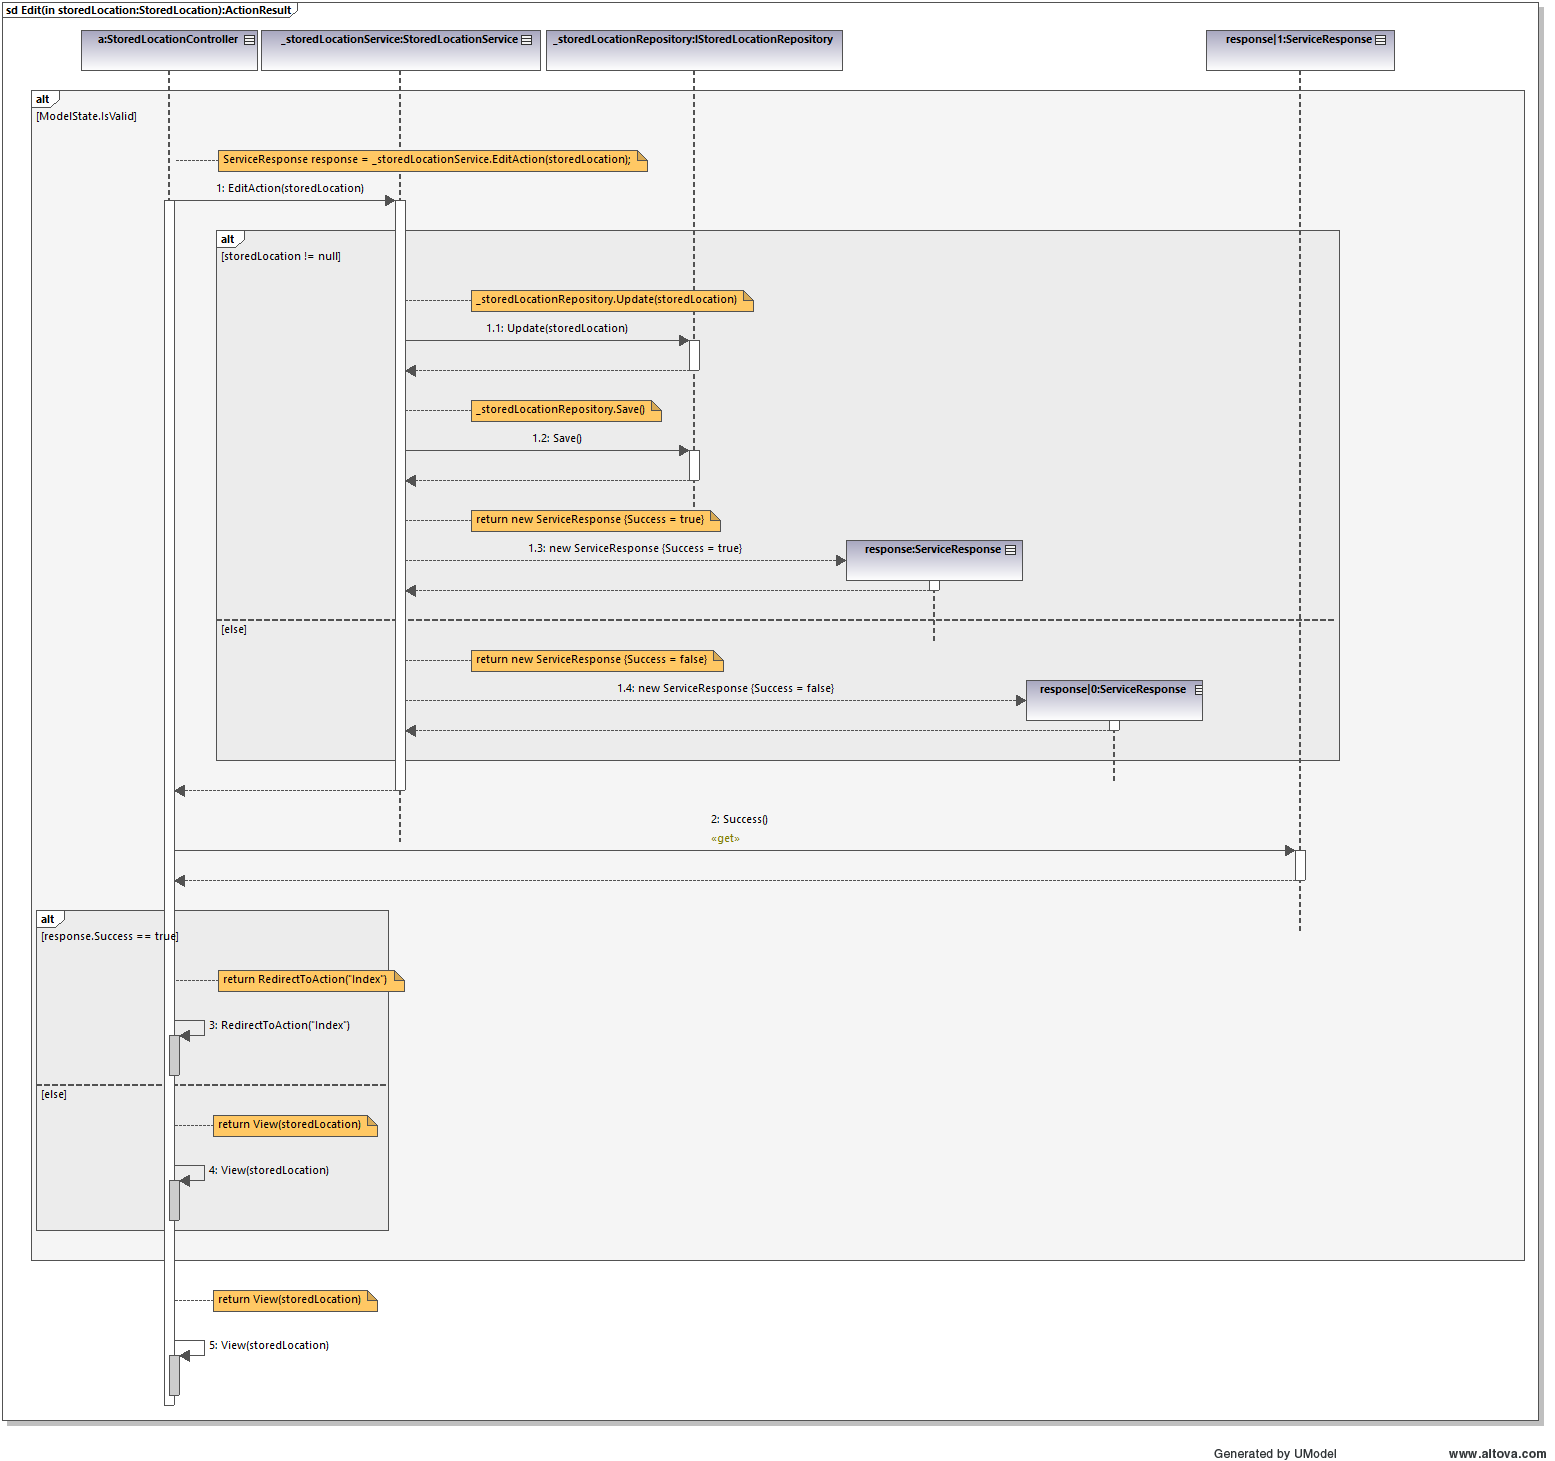 sd Edit(in storedLocation:StoredLocation):ActionResult
a:StoredLocationController
_storedLocationService:StoredLocationService
_storedLocationRepository:IStoredLocationRepository
response|1:ServiceResponse
alt
[ModelState.IsValid]
ServiceResponse response = _storedLocationService.EditAction(storedLocation);
1: EditAction(storedLocation)
alt
[storedLocation != null]
_storedLocationRepository.Update(storedLocation)
1.1: Update(storedLocation)
_storedLocationRepository.Save()
1.2: Save()
return new ServiceResponse {Success = true}
1.3: new ServiceResponse {Success = true}
response:ServiceResponse
[else]
return new ServiceResponse {Success = false}
1.4: new ServiceResponse {Success = false}
response|0:ServiceResponse
2: Success()
«get»
alt
[response.Success == true]
return RedirectToAction("Index")
3: RedirectToAction("Index")
[else]
return View(storedLocation)
4: View(storedLocation)
return View(storedLocation)
5: View(storedLocation)
Generated by UModel
www.altova.com